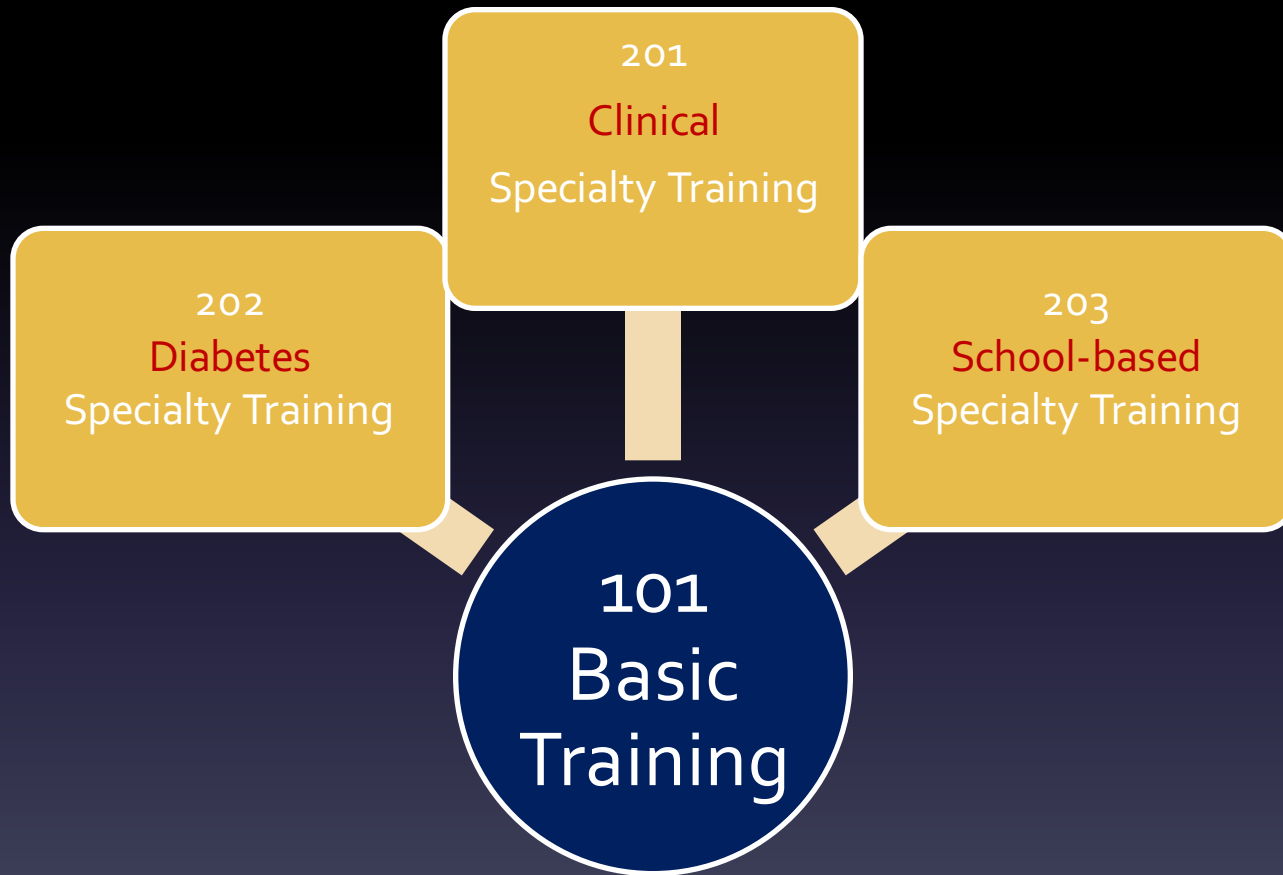 201
Clinical
Specialty Training
202
Diabetes
Specialty Training
203
School-based
Specialty Training
101
Basic
Training